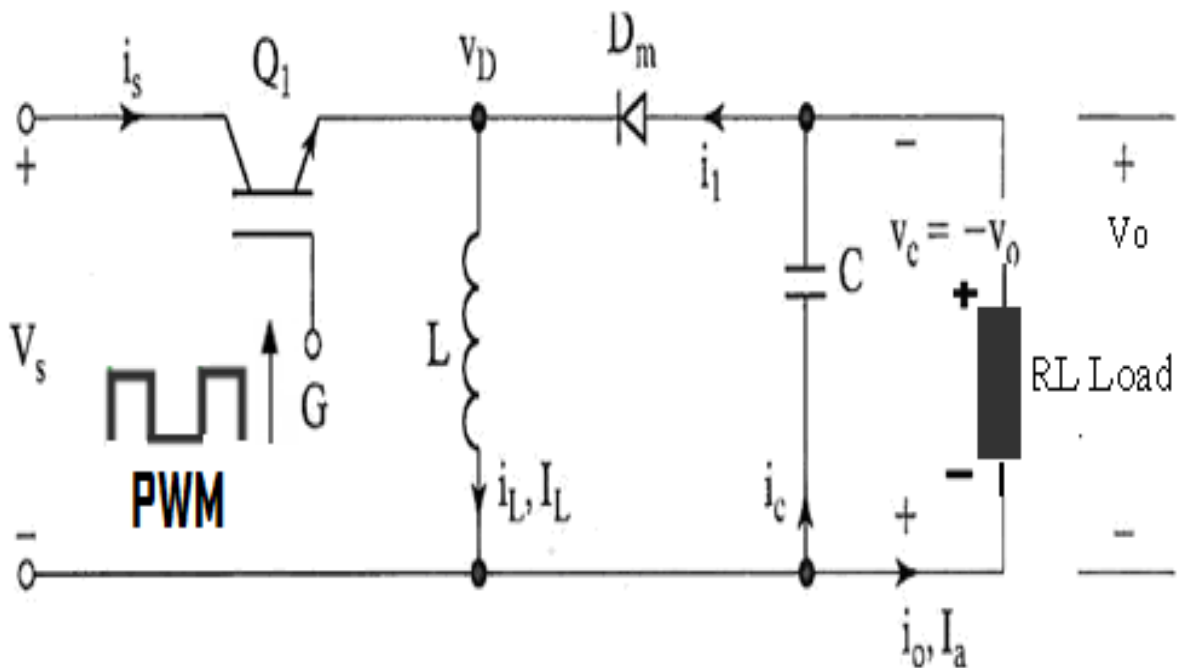 i_s
Q_1
v_D
D_m
+
i_1
−
+
v_c = −v_o
Vo
V_s
L
C
+
G
RL Load
PWM
i_L, I_L
i_c
−
+
−
−
i_o, I_a